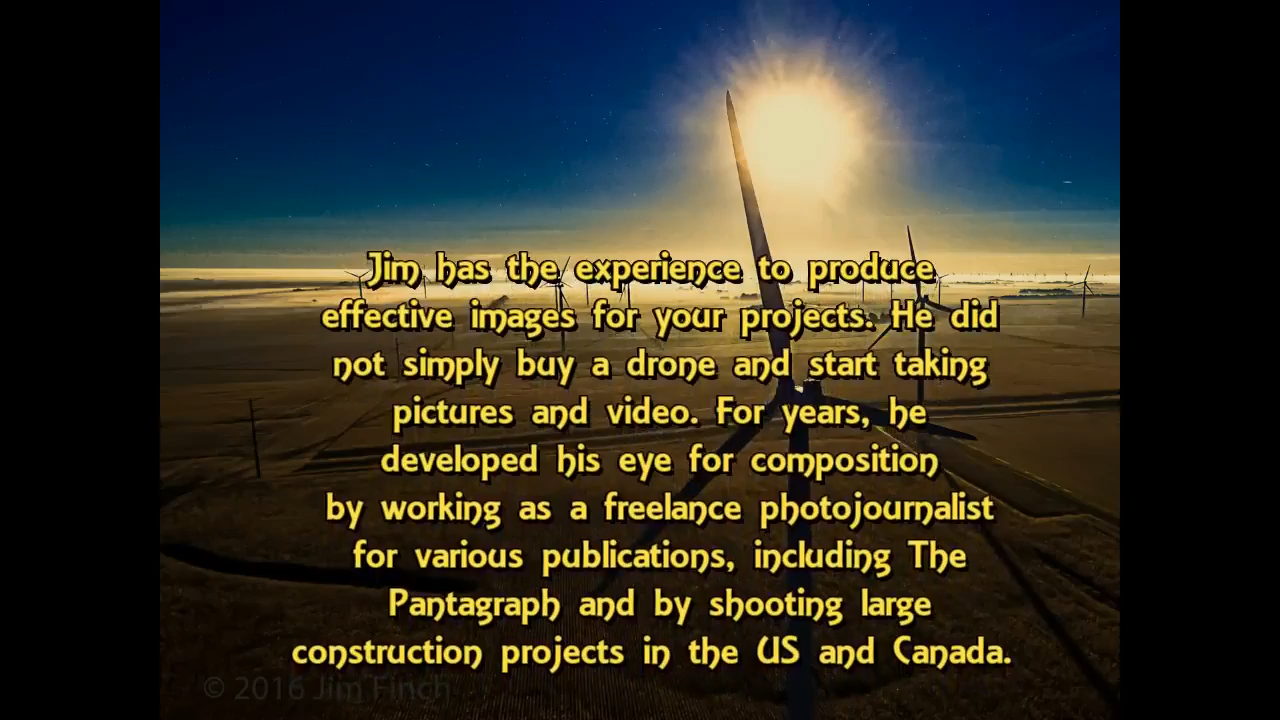 Jim has the experience to produce
effective images for your projects. He did
not simply buy a drone and start taking
pictures and video. For years, he
developed his eye for composition
by working as a freelance photojournalist
for various publications, including The
Pantagraph and by shooting large
construction projects in the US and Canada.
© 2016 Jim Finch